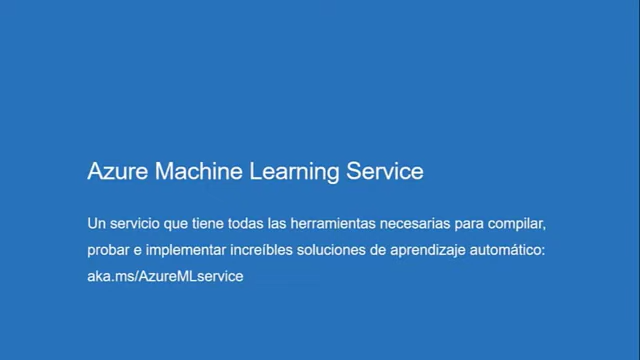 Azure Machine Learning Service
Un servicio que tiene todas las herramientas necesarias para compilar,
probar e implementar increíbles soluciones de aprendizaje automático:
aka.ms/AzureMLservice